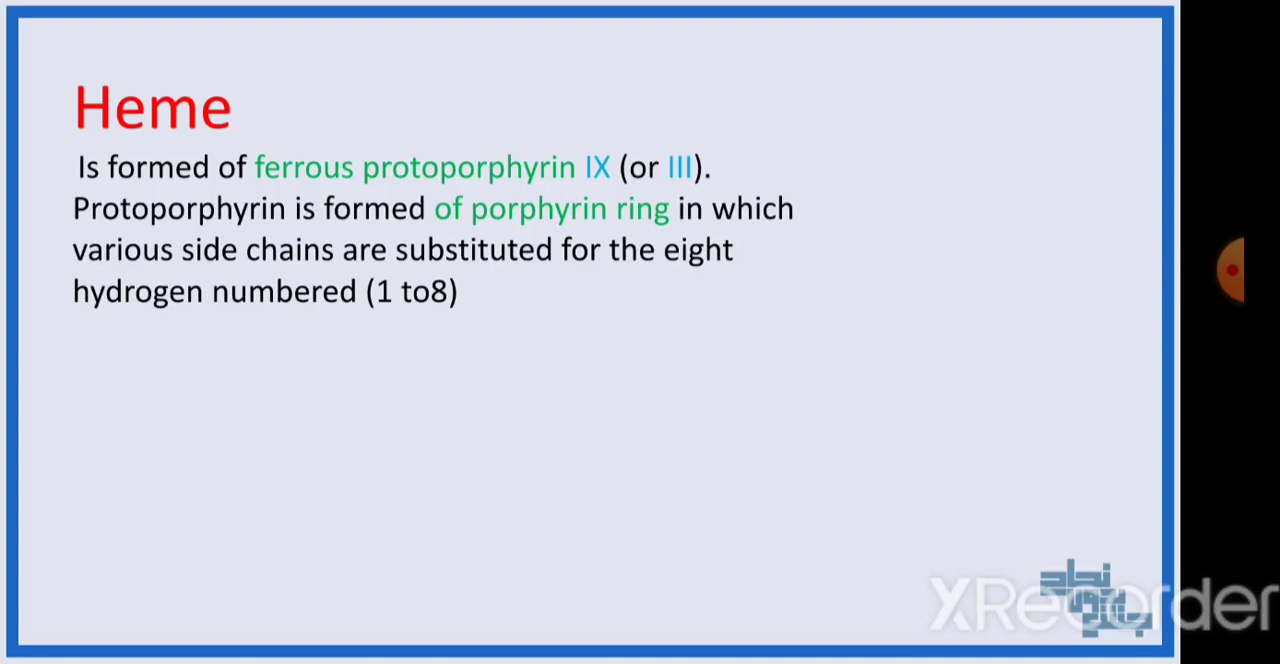 Heme
Is formed of ferrous protoporphyrin IX (or III).
Protoporphyrin is formed of porphyrin ring in which
various side chains are substituted for the eight
hydrogen numbered (1 to8)
XRecorder